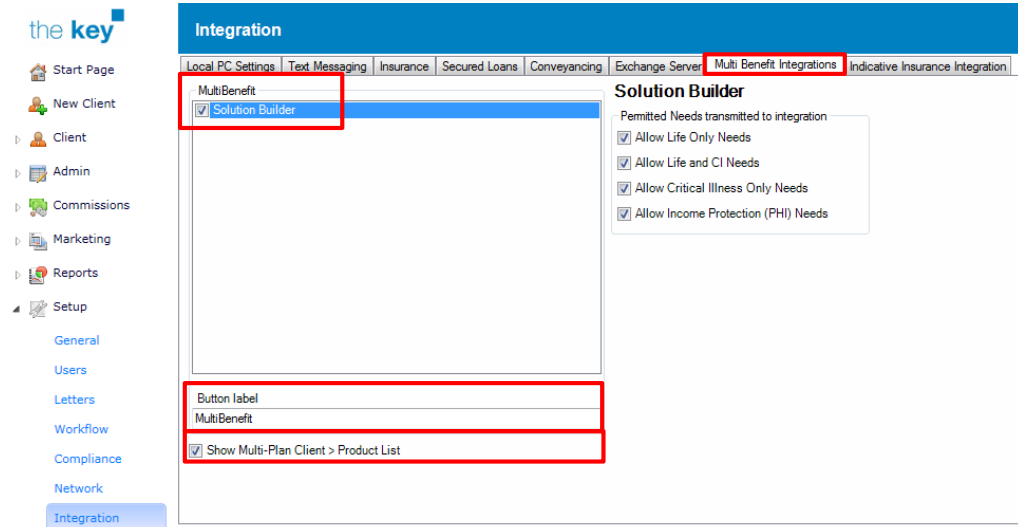 the key
Integration
Start Page
New Client
Client
Admin
Commissions
Marketing
Reports
Setup
General
Users
Letters
Workflow
Compliance
Network
Integration
Local PC Settings Text Messaging Insurance Secured Loans Conveyancing Exchange Server Multi Benefit Integrations Indicative Insurance Integration
MultiBenefit
Solution Builder
Button label
MultiBenefit
Show Multi-Plan Client > Product List
Solution Builder
Permitted Needs transmitted to integration
Allow Life Only Needs
Allow Life and CI Needs
Allow Critical Illness Only Needs
Allow Income Protection (PHI) Needs